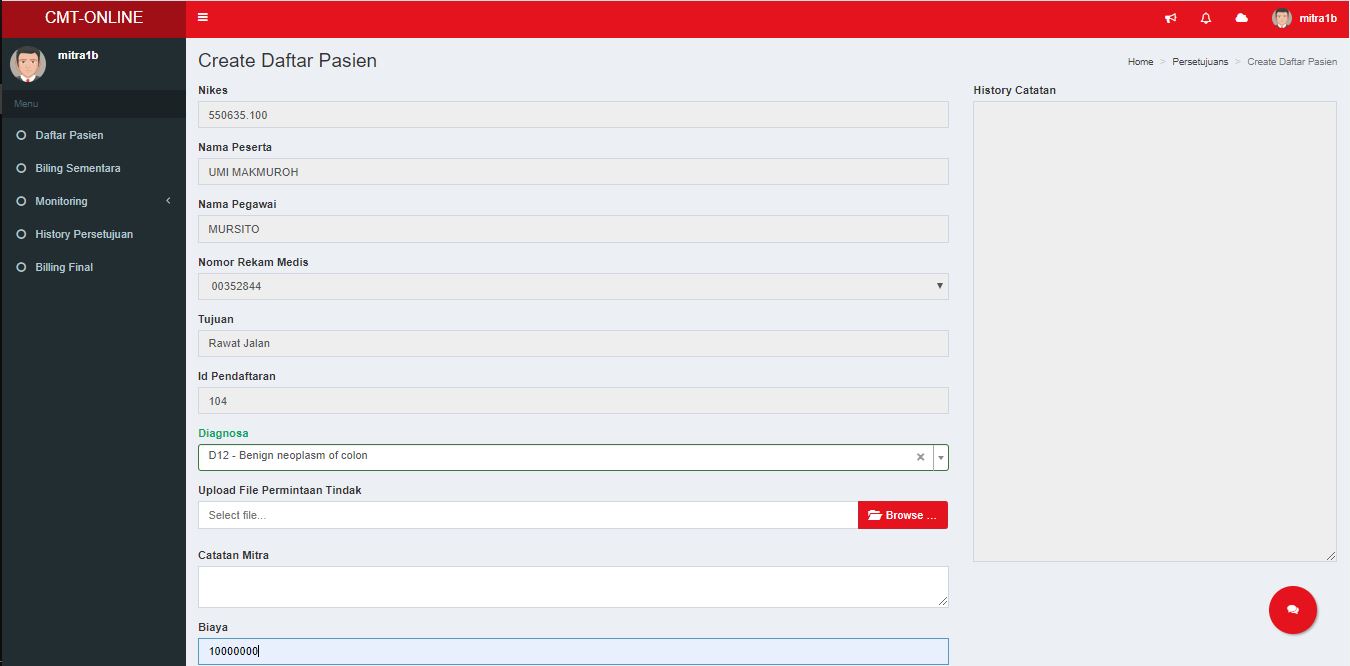 CMT-ONLINE
mitra1b
mitra1b
Menu
Daftar Pasien
Biling Sementara
Monitoring
History Persetujuan
Billing Final
Create Daftar Pasien
Home > Persetujuans > Create Daftar Pasien
Nikes
550635.100
Nama Peserta
UMI MAKMUROH
Nama Pegawai
MURSITO
Nomor Rekam Medis
00352844
Tujuan
Rawat Jalan
Id Pendaftaran
104
Diagnosa
D12 - Benign neoplasm of colon
Upload File Permintaan Tindak
Select file...
Browse ...
Catatan Mitra
Biaya
10000000
History Catatan